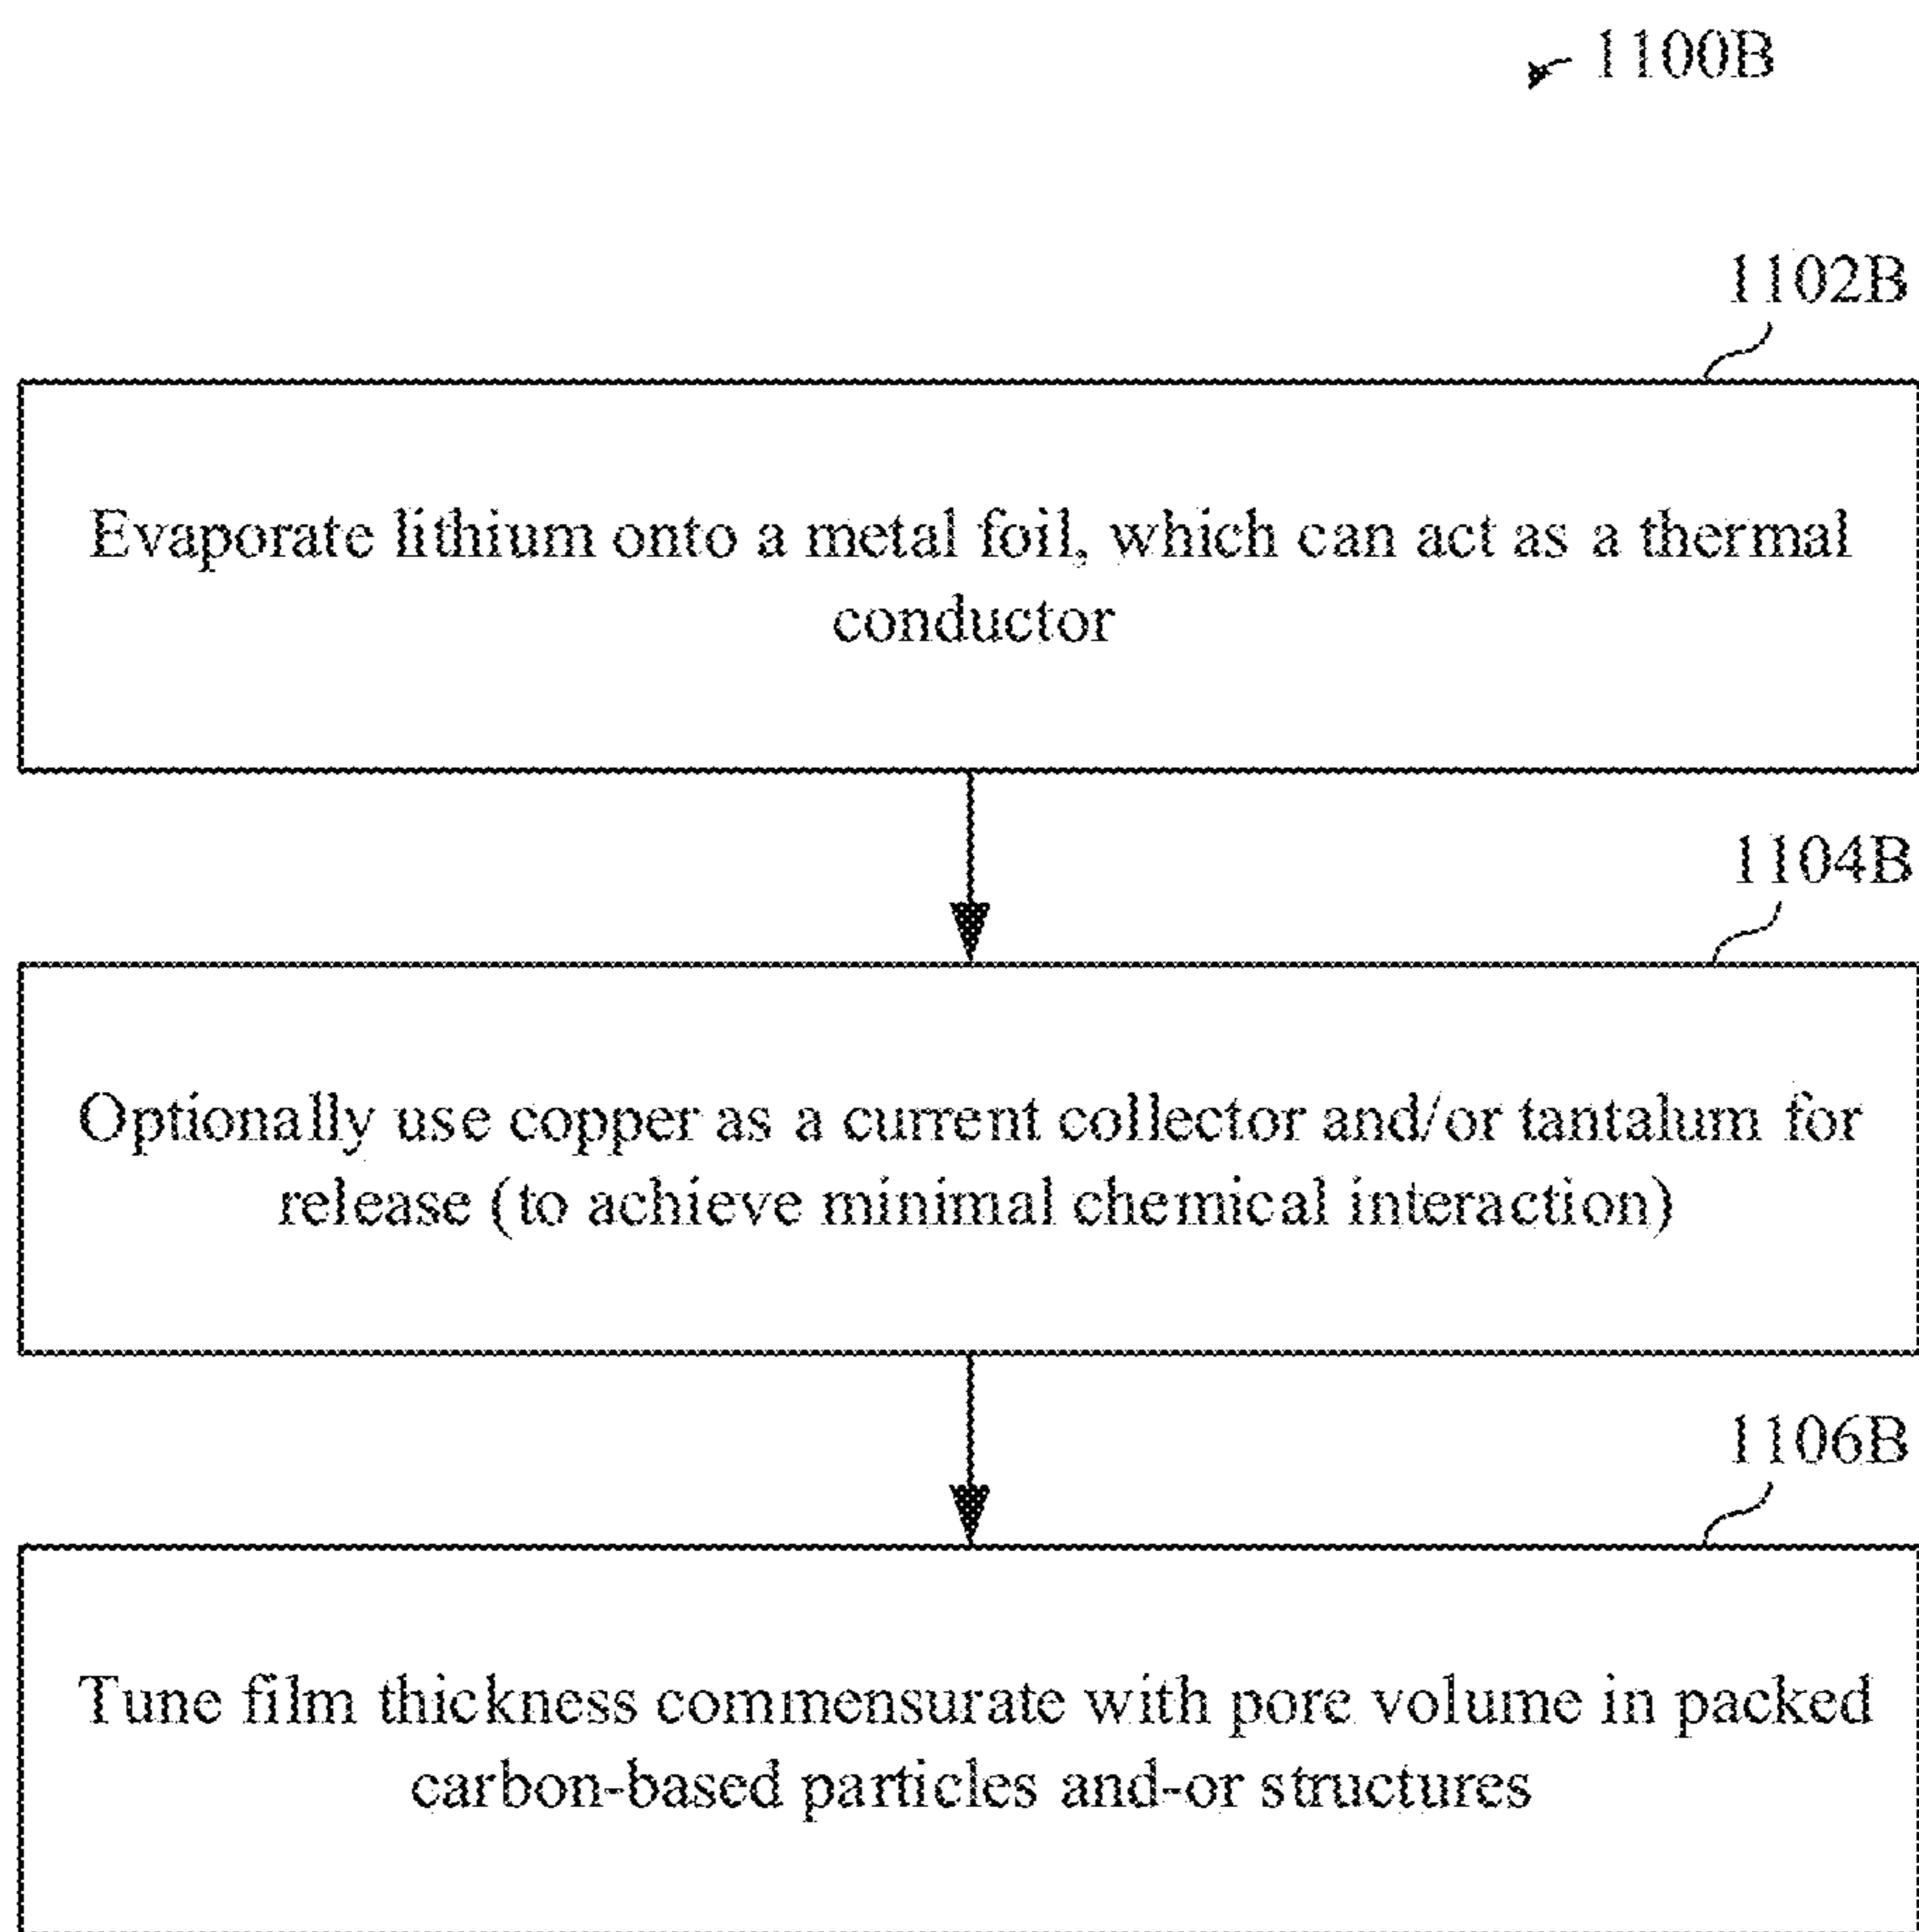 1100B
1102B
Evaporate lithium onto a metal foil, which can act as a thermal
conductor
1104B
Optionally use copper as a current collector and/or tantalum for
release (to achieve minimal chemical interaction)
1106B
Tune film thickness commensurate with pore volume in packed
carbon-based particles and-or structures